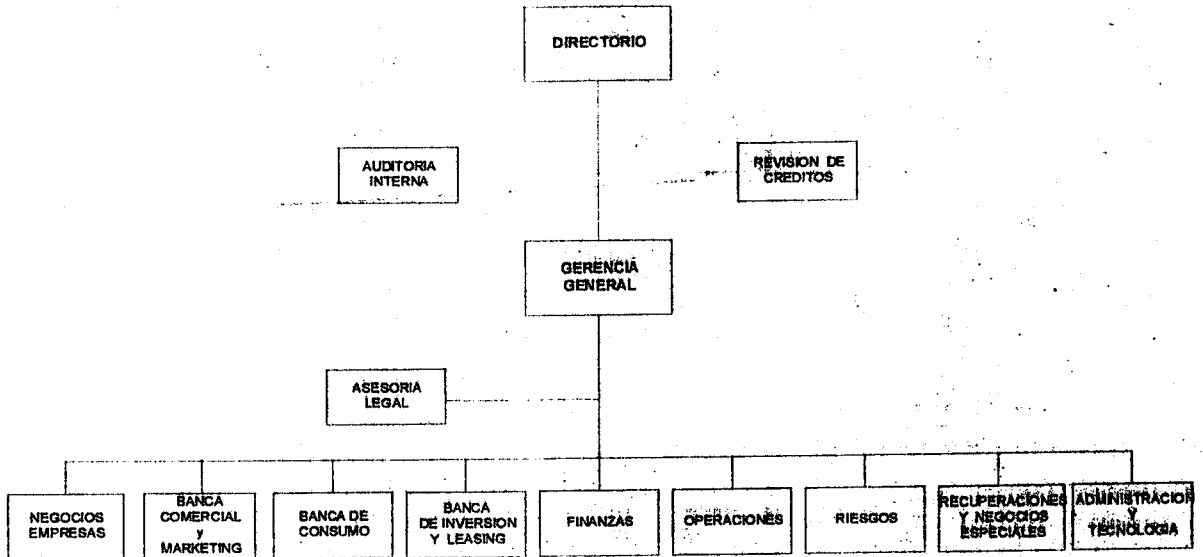 DIRECTORIO
AUDITORIA
INTERNA
REVISION DE
CREDITOS
GERENCIA
GENERAL
ASESORIA
LEGAL
NEGOCIOS
EMPRESAS
BANCA
COMERCIAL
y
MARKETING
BANCA DE
CONSUMO
BANCA
DE INVERSION
Y LEASING
FINANZAS
OPERACIONES
RIESGOS
RECUPERACIONES
Y NEGOCIOS
ESPECIALES
ADMINISTRACION
Y
TECNOLOGIA